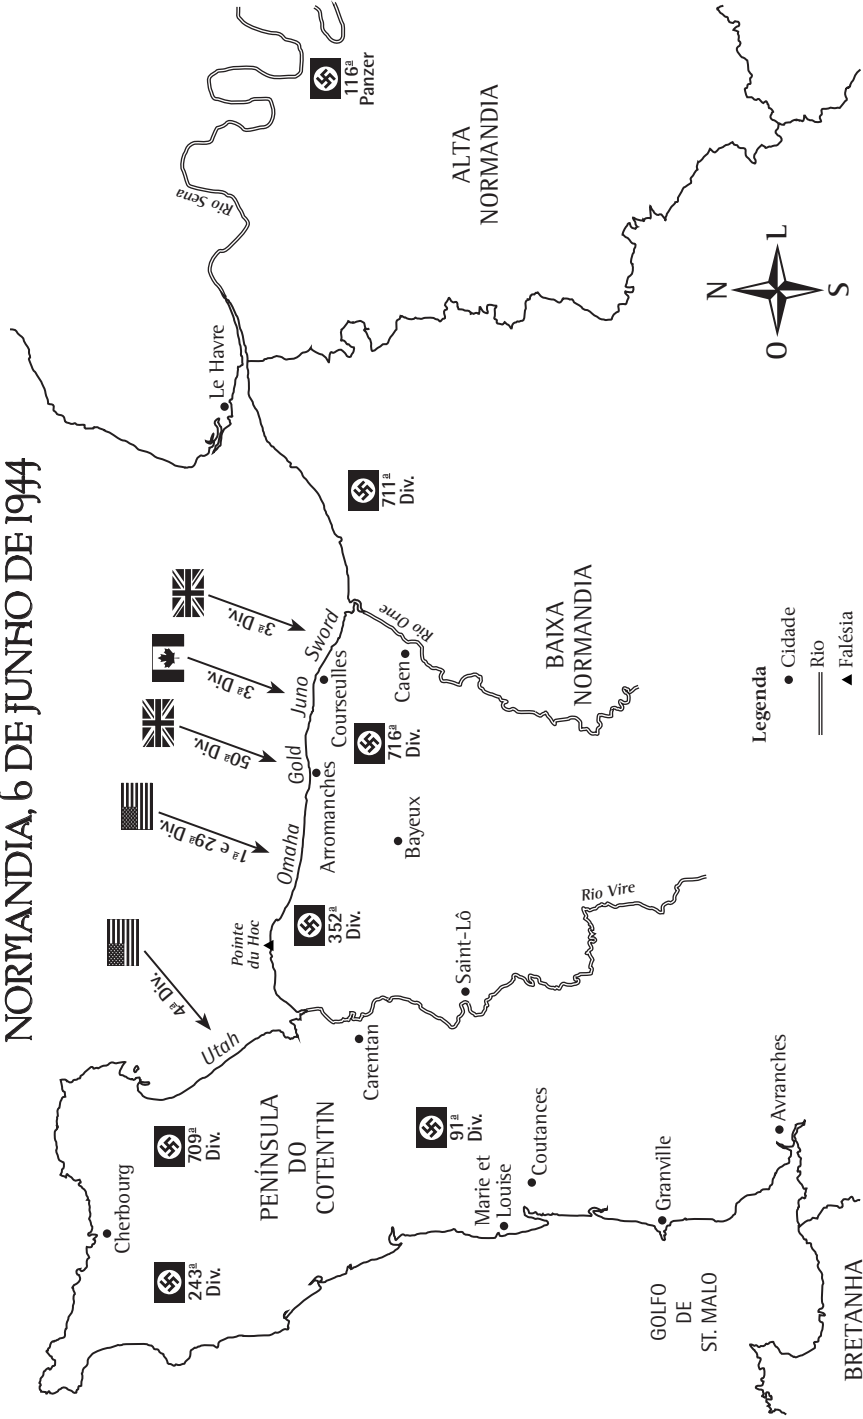 NORMANDIA, 6 DE JUNHO DE 1944
Cherbourg
243ª
Div.
709ª
Div.
PENÍNSULA
DO
COTENTIN
4ª Div.
Utah
Pointe
du Hoc
352ª
Div.
1ª e 29ª Div.
Omaha
50ª Div.
Gold
Arromanches
3ª Div.
Juno
Courseulles
3ª Div.
Sword
716ª
Div.
Bayeux
Caen
Rio Orne
711ª
Div.
Le Havre
Rio Sena
116ª
Panzer
ALTA
NORMANDIA
BAIXA
NORMANDIA
Carentan
Saint-Lô
Rio Vire
91ª
Div.
Marie et
Louise
Coutances
Granville
Avranches
GOLFO
DE
ST. MALO
BRETANHA
Legenda
Cidade
Rio
Falésia
N
O
L
S